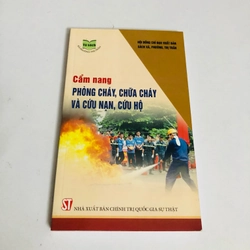 HỘI ĐỒNG CHỈ ĐẠO XUẤT BẢN
SÁCH XÃ, PHƯỜNG, THỊ TRẤN
Cẩm nang
PHÒNG CHÁY, CHỮA CHÁY
VÀ CỨU NẠN, CỨU HỘ
ST
NHÀ XUẤT BẢN CHÍNH TRỊ QUỐC GIA SỰ THẬT